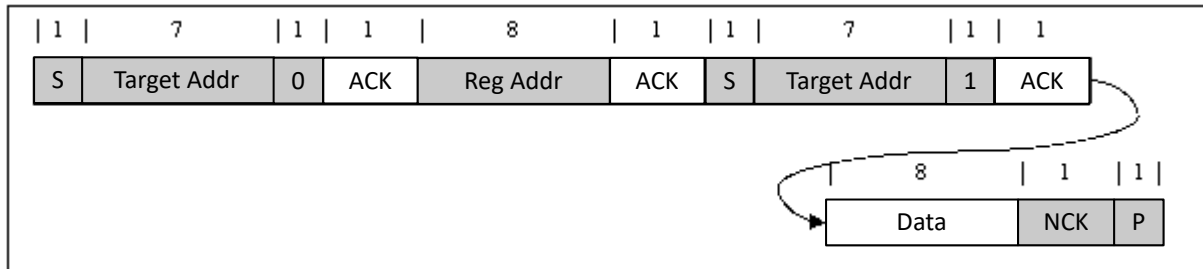 | 1 | 7 | 1 | 1 | 8 | 1 | 1 | 7 | 1 | 1
S Target Addr 0 ACK Reg Addr ACK S Target Addr 1 ACK
| 8 | 1 | 1 |
Data NCK P